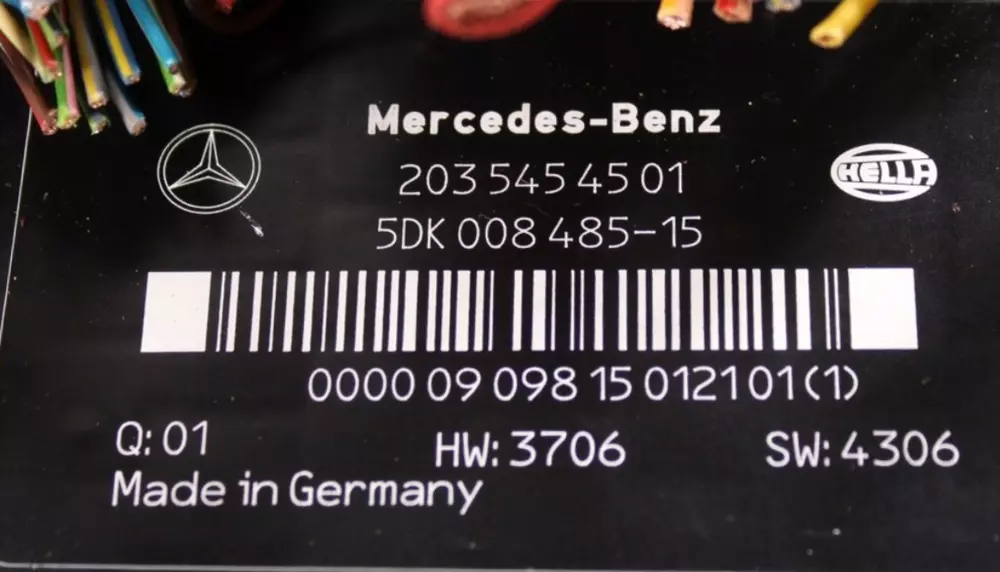 Mercedes-Benz
203 545 45 01
HELLA
5DK 008 485-15
0000 09 098 15 012101(1)
Q: 01
HW: 3706
SW: 4306
Made in Germany